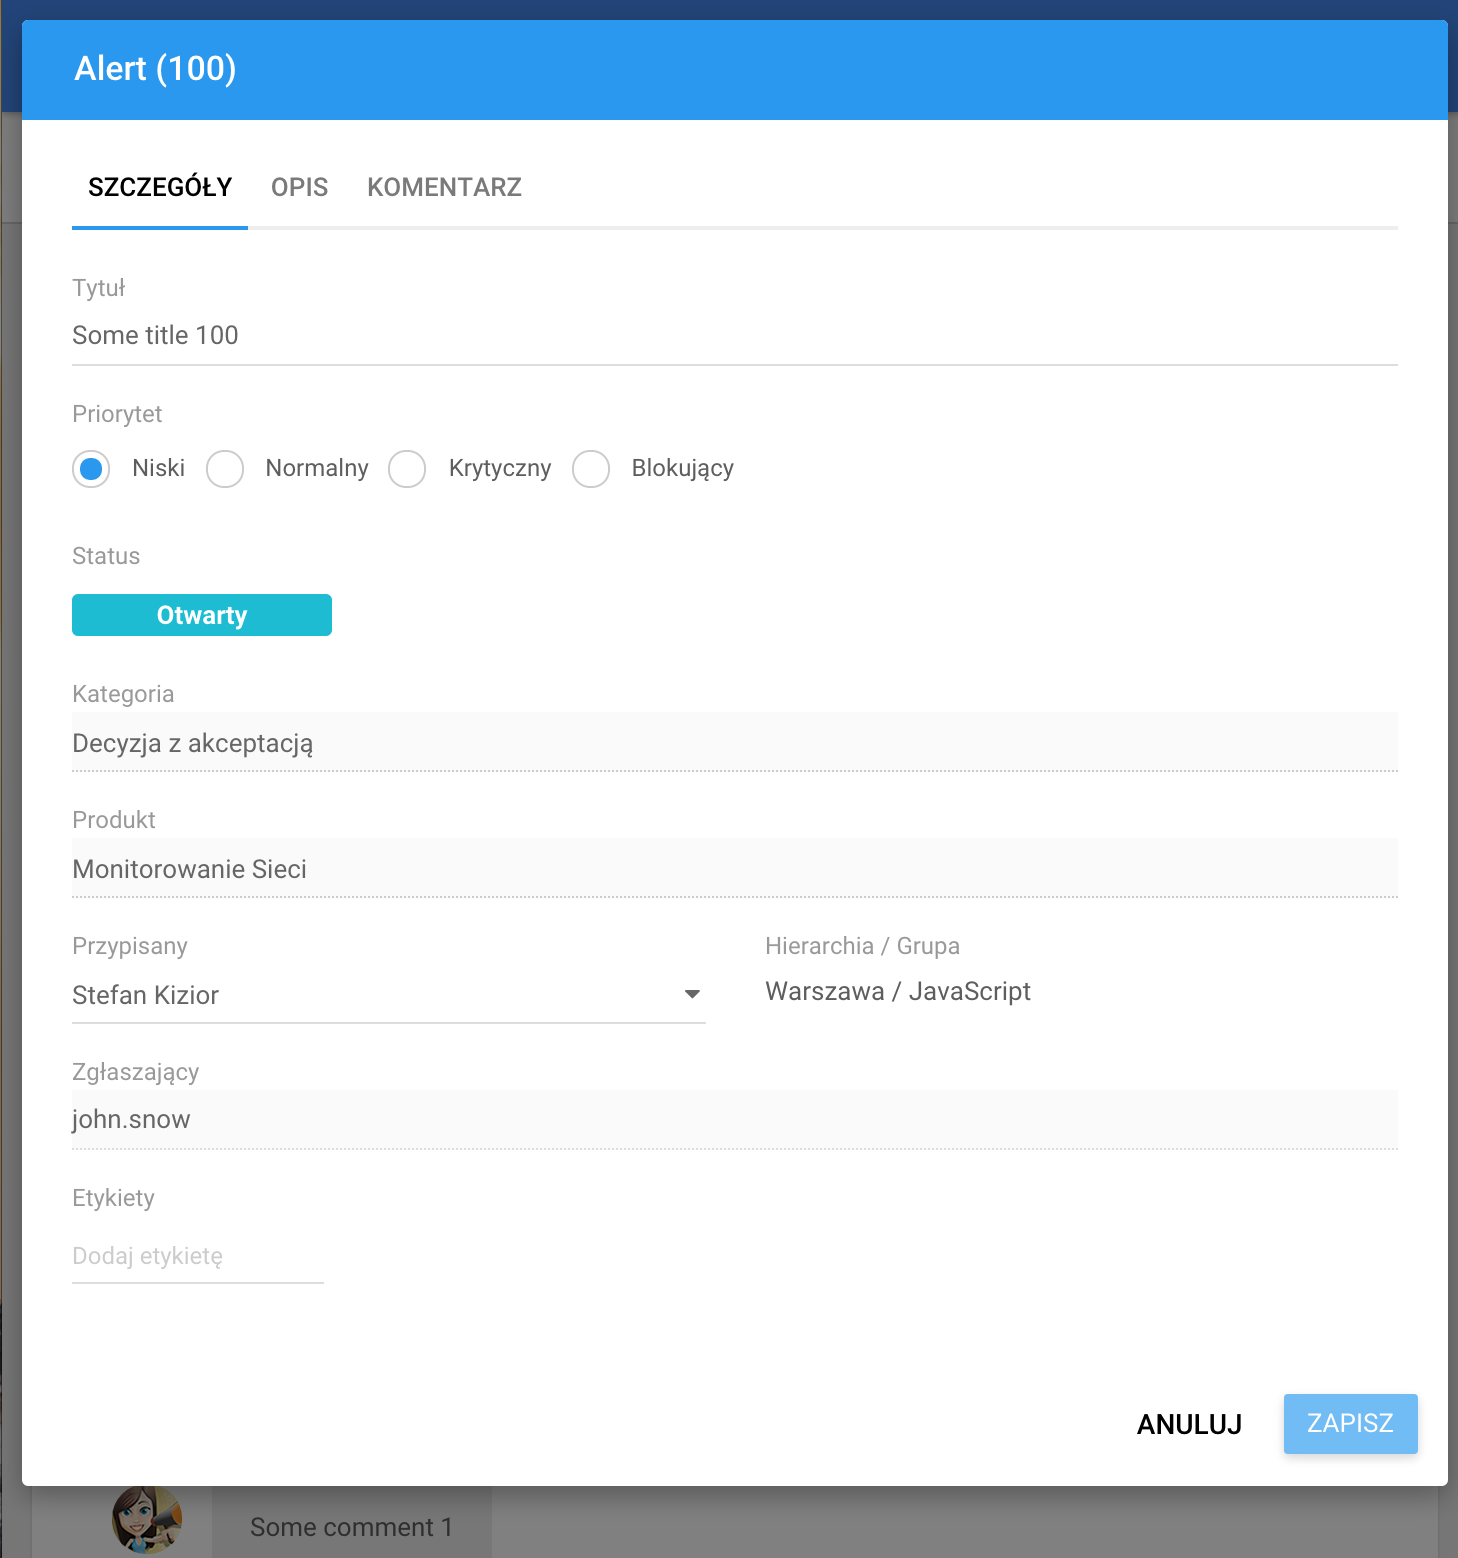 Alert (100)
SZCZEGÓŁY OPIS KOMENTARZ
Tytuł
Some title 100
Priorytet
Niski Normalny Krytyczny Blokujący
Status
Otwarty
Kategoria
Decyzja z akceptacją
Produkt
Monitorowanie Sieci
Przypisany Hierarchia / Grupa
Stefan Kizior Warszawa / JavaScript
Zgłaszający
john.snow
Etykiety
Dodaj etykietę
ANULUJ ZAPISZ
Some comment 1